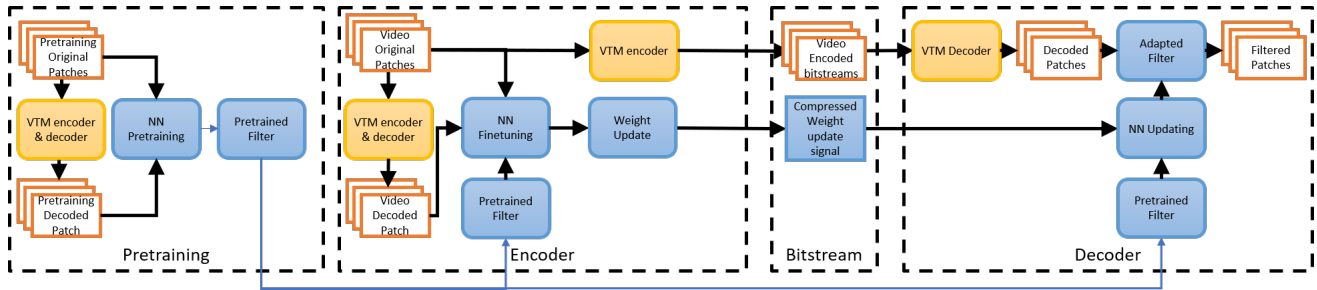 Pretraining
Original
Patches
VTM encoder
& decoder
NN
Pretraining
Pretrained
Filter
Pretraining
Decoded
Patch
Pretraining
Video
Original
Patches
VTM encoder
VTM encoder
& decoder
NN
Finetuning
Weight
Update
Video
Decoded
Patch
Pretrained
Filter
Encoder
Video
Encoded
bitstreams
Compressed
Weight
update
signal
Bitstream
VTM Decoder
Decoded
Patches
Adapted
Filter
Filtered
Patches
NN Updating
Pretrained
Filter
Decoder